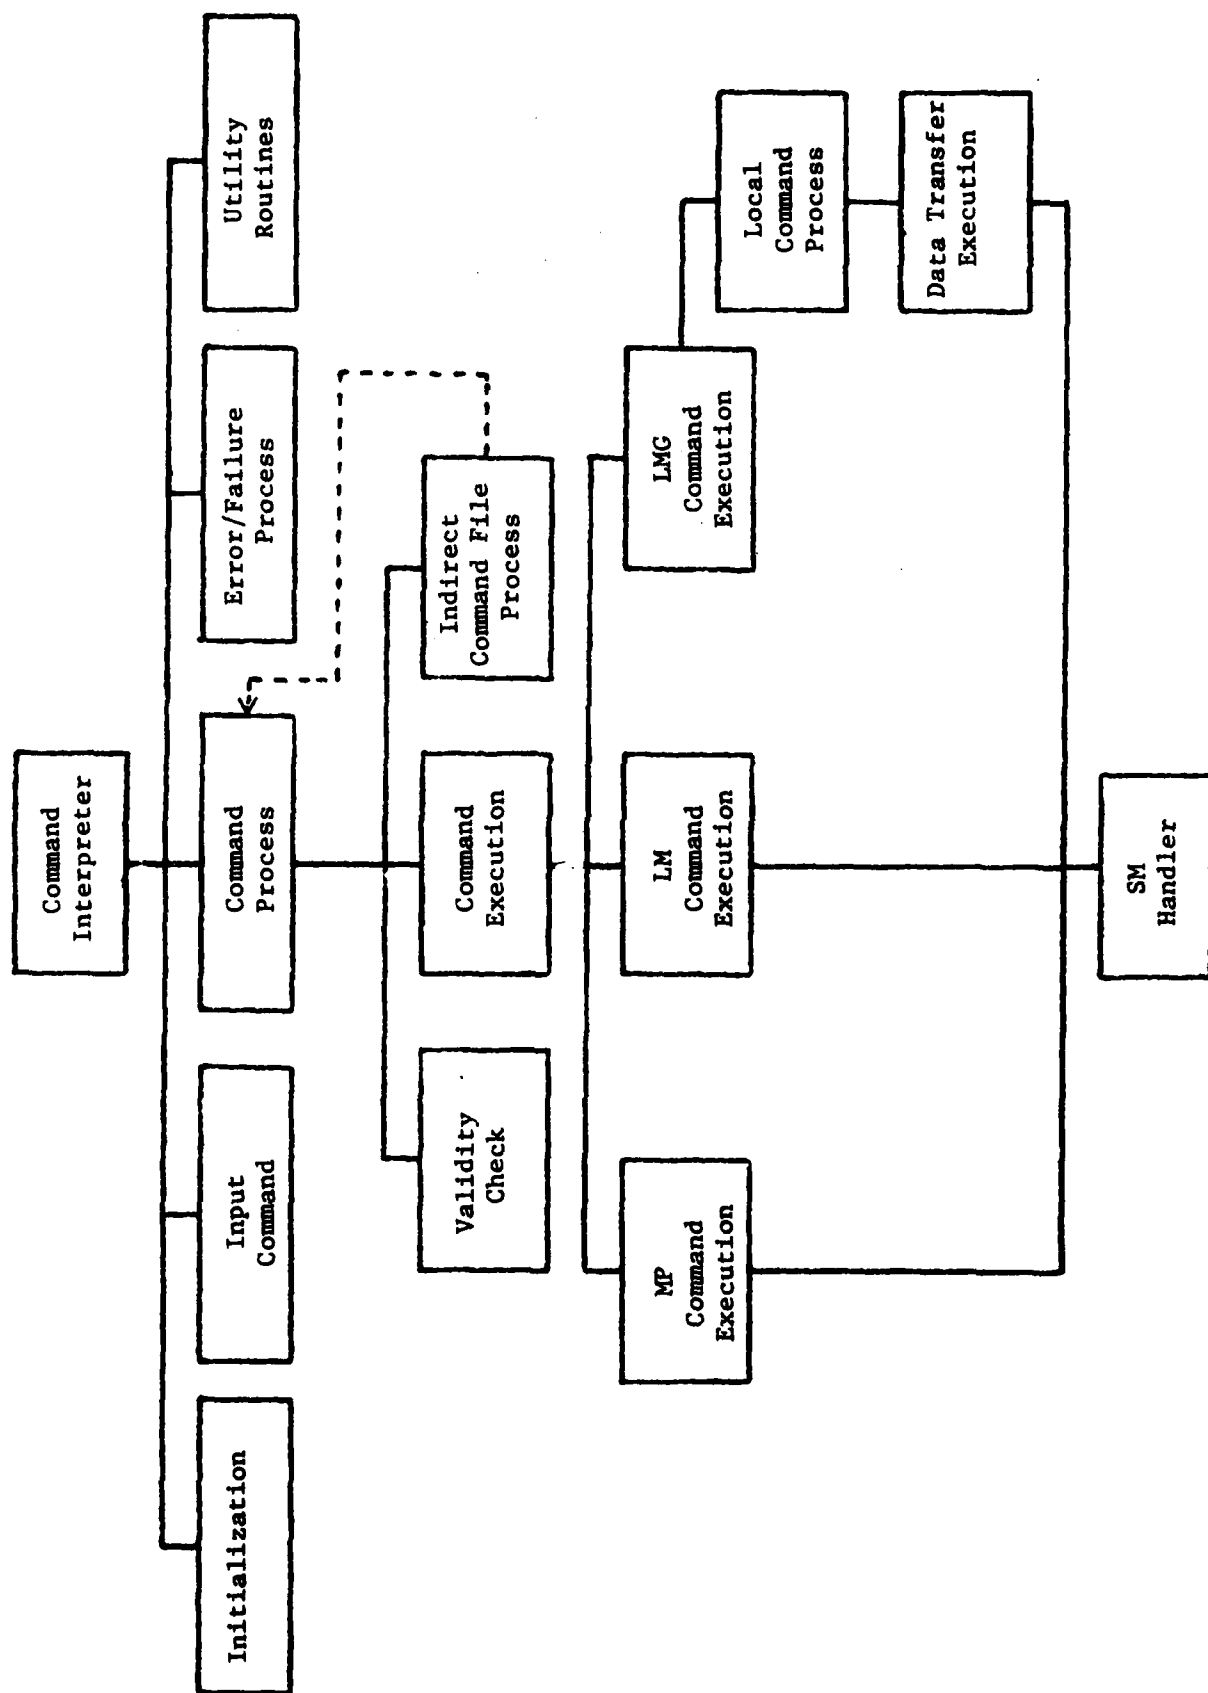 Command
Interpreter
Initialization
Input
Command
Command
Process
Error/Failure
Process
Utility
Routines
Validity
Check
Command
Execution
Indirect
Command File
Process
MP
Command
Execution
LM
Command
Execution
LMG
Command
Execution
Local
Command
Process
Data Transfer
Execution
SM
Handler